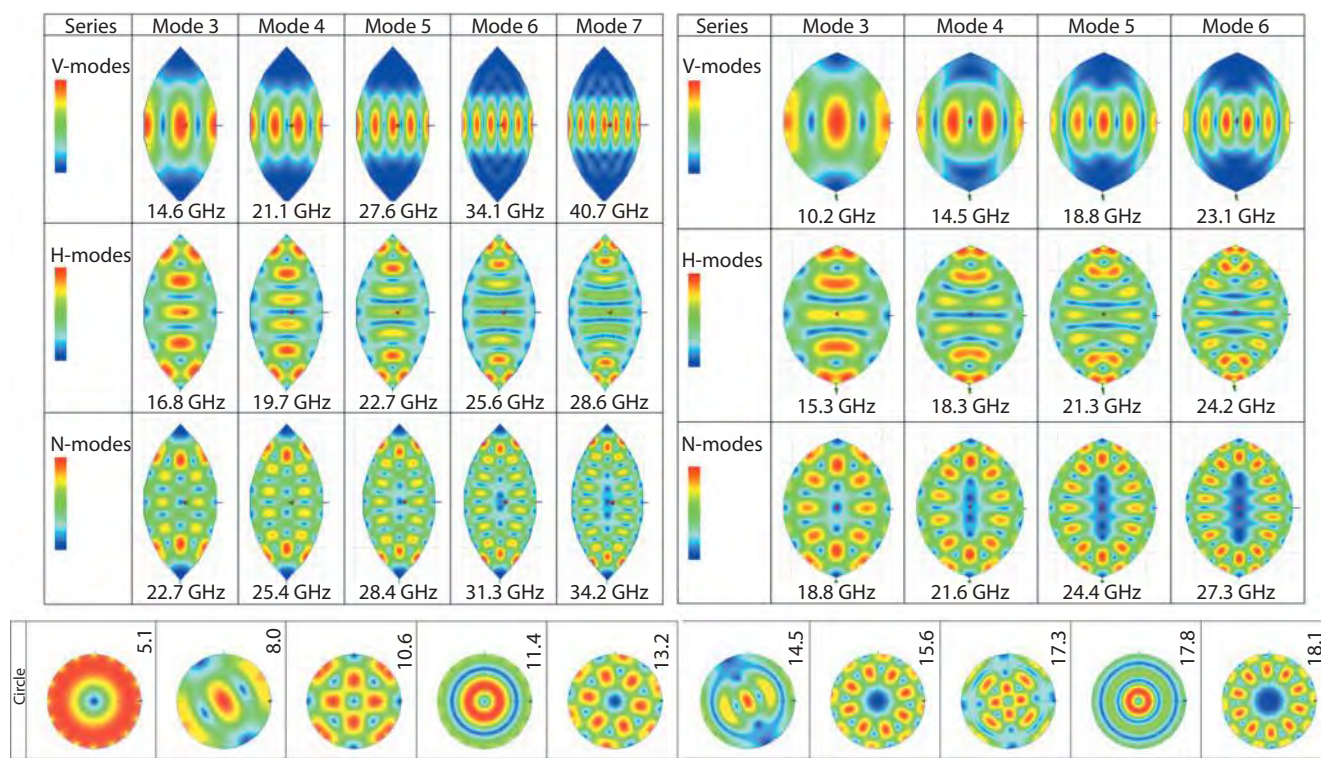 Series Mode 3 Mode 4 Mode 5 Mode 6 Mode 7
V-modes
14.6 GHz 21.1 GHz 27.6 GHz 34.1 GHz 40.7 GHz
H-modes
16.8 GHz 19.7 GHz 22.7 GHz 25.6 GHz 28.6 GHz
N-modes
22.7 GHz 25.4 GHz 28.4 GHz 31.3 GHz 34.2 GHz
Series Mode 3 Mode 4 Mode 5 Mode 6
V-modes
10.2 GHz 14.5 GHz 18.8 GHz 23.1 GHz
H-modes
15.3 GHz 18.3 GHz 21.3 GHz 24.2 GHz
N-modes
18.8 GHz 21.6 GHz 24.4 GHz 27.3 GHz
Circle 5.1 8.0 10.6 11.4 13.2 14.5 15.6 17.3 17.8 18.1